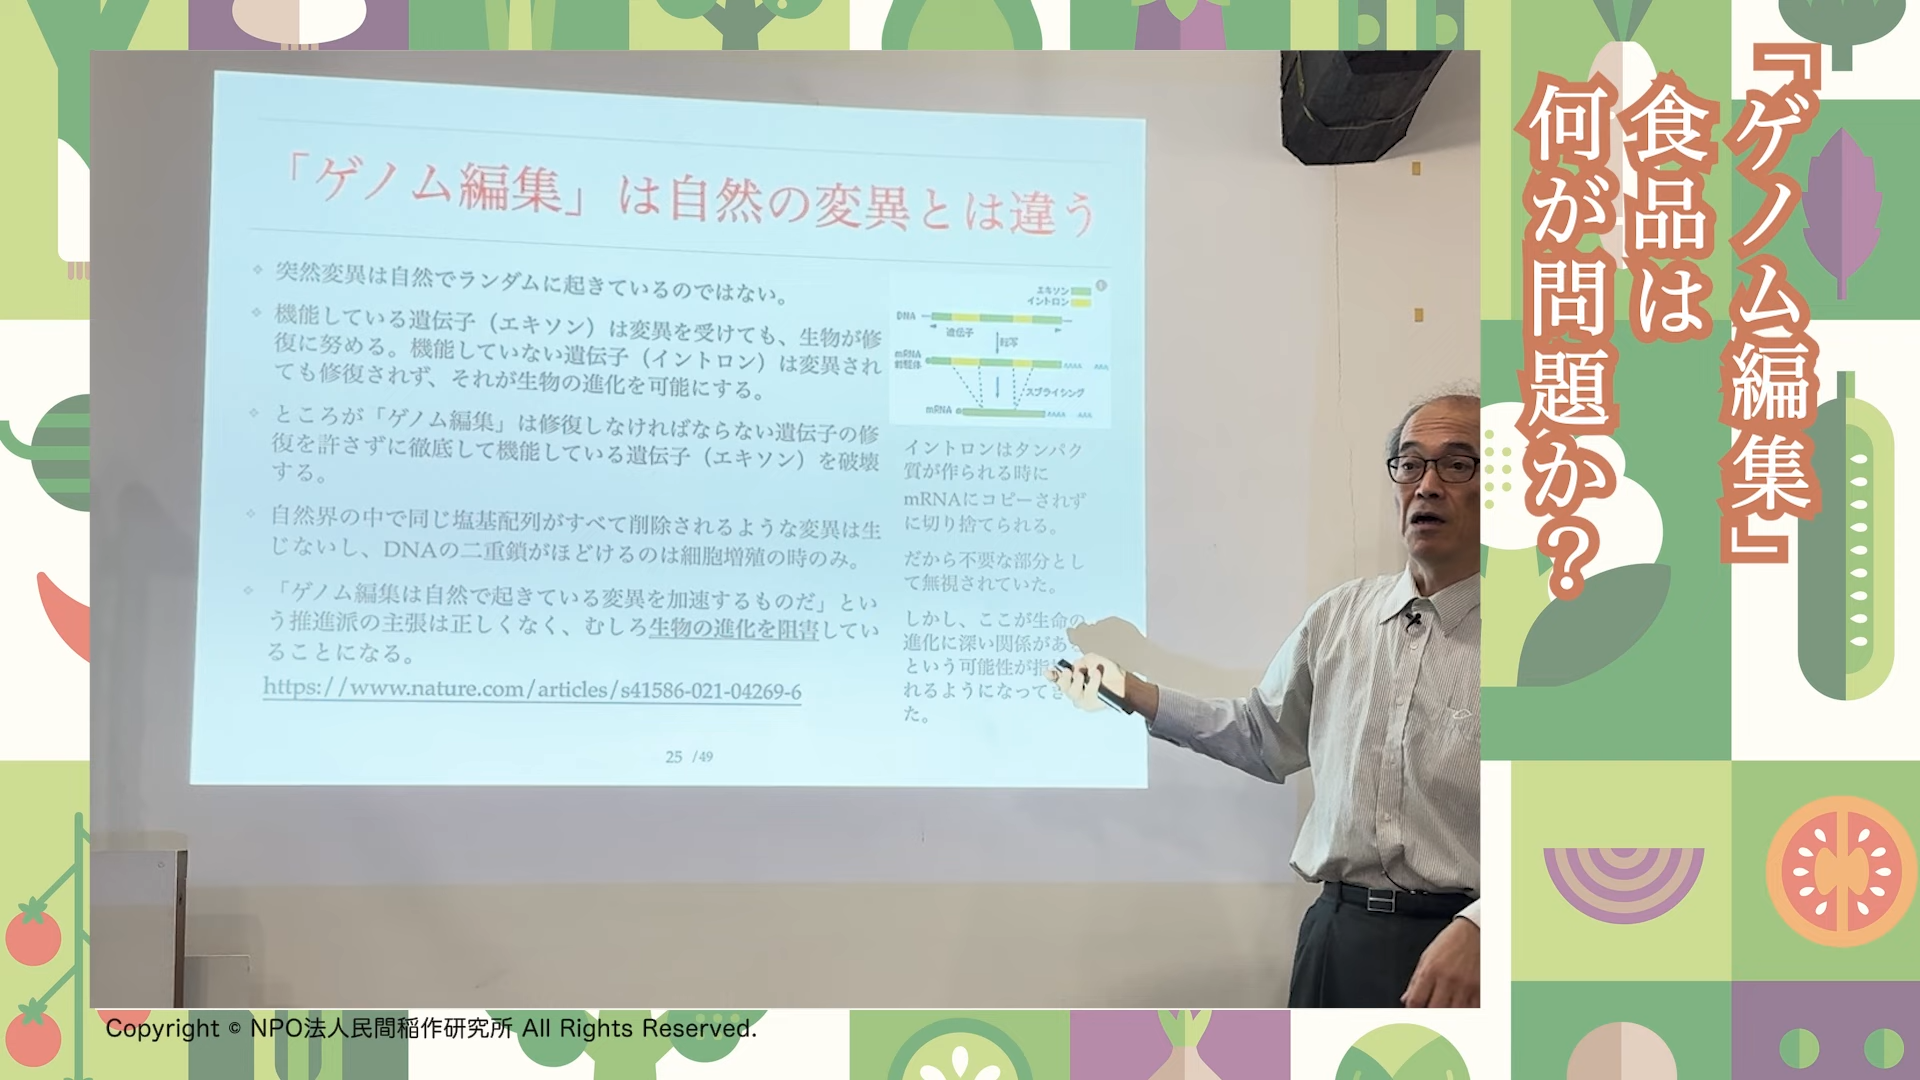 『ゲノム編集』
食品は
何が問題か？
「ゲノム編集」は自然の変異とは違う
突然変異は自然でランダムに起きているのではない。
機能している遺伝子（エキソン）は変異を受けても、生物が修
復に努める。機能していない遺伝子（イントロン）は変異され
ても修復されず、それが生物の進化を可能にする。
ところが「ゲノム編集」は修復しなければならない遺伝子の修
復を許さずに徹底して機能している遺伝子（エキソン）を破壊
する。
自然界の中で同じ塩基配列がすべて削除されるような変異は生
じないし、DNAの二重鎖がほどけるのは細胞増殖の時のみ。
「ゲノム編集は自然で起きている変異を加速するものだ」とい
う推進派の主張は正しくなく、むしろ生物の進化を阻害してい
ることになる。
https://www.nature.com/articles/s41586-021-04269-6
エキソン
イントロン
DNA
遺伝子
転写
mRNA
前駆体
AAAA
スプライシング
mRNA
AAAA
イントロンはタンパク
質が作られる時に
mRNAにコピーされず
に切り捨てられる。
だから不要な部分とし
て無視されていた。
しかし、ここが生命の
進化に深い関係があ
という可能性が指
れるようになってき
た。
25 /49
Copyright © NPO法人民間稲作研究所 All Rights Reserved.